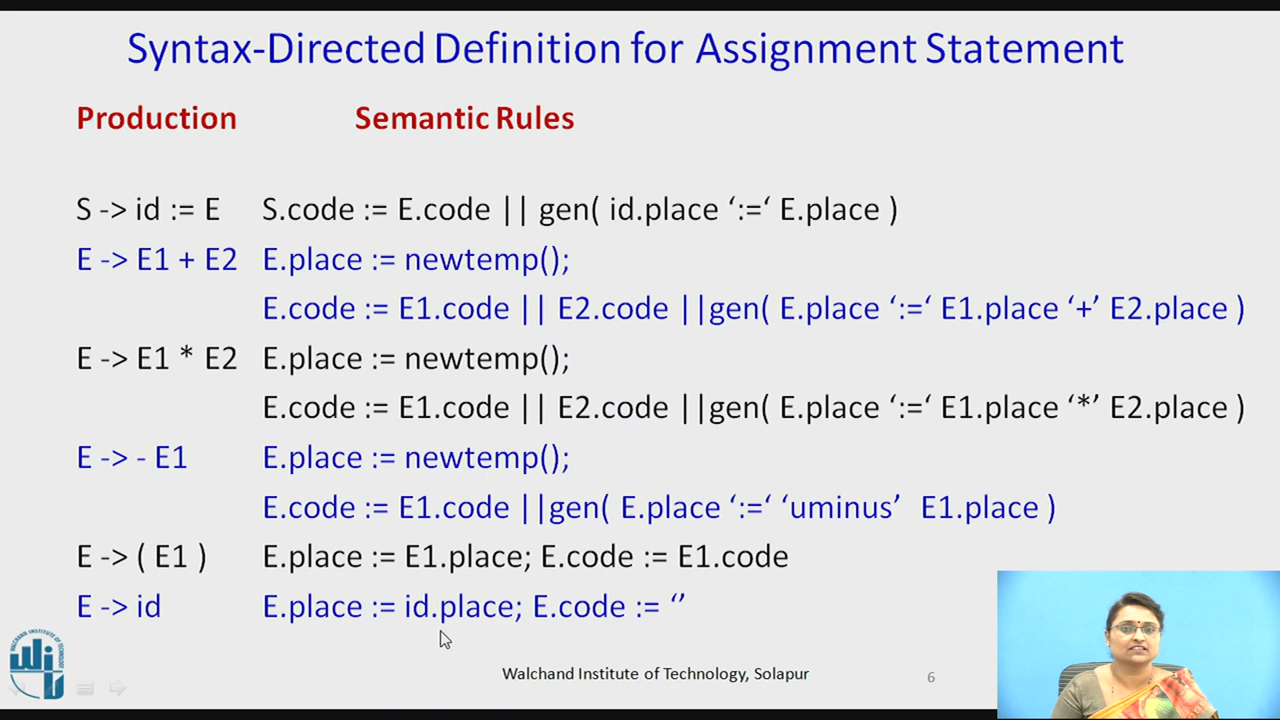 Syntax-Directed Definition for Assignment Statement
Production Semantic Rules
S -> id := E S.code := E.code || gen( id.place ‘:=‘ E.place )
E -> E1 + E2 E.place := newtemp();
E.code := E1.code || E2.code ||gen( E.place ‘:=‘ E1.place ‘+’ E2.place )
E -> E1 * E2 E.place := newtemp();
E.code := E1.code || E2.code ||gen( E.place ‘:=‘ E1.place ‘*’ E2.place )
E -> - E1 E.place := newtemp();
E.code := E1.code ||gen( E.place ‘:=‘ ‘uminus’ E1.place )
E -> ( E1 ) E.place := E1.place; E.code := E1.code
E -> id E.place := id.place; E.code := ‘’
Walchand Institute of Technology, Solapur 6